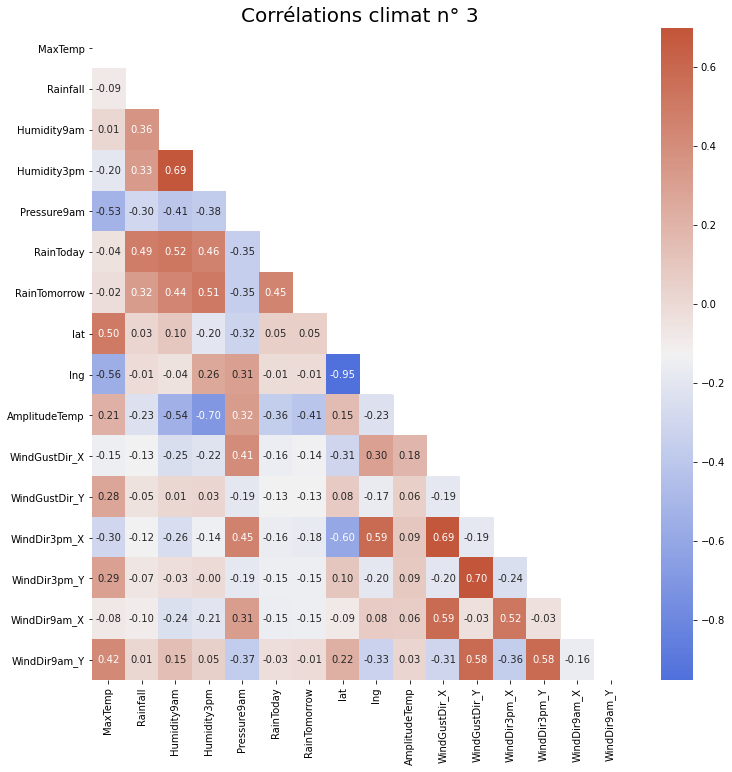 Corrélations climat n° 3
MaxTemp
Rainfall -0.09
Humidity9am 0.01 0.36
Humidity3pm -0.20 0.33 0.69
Pressure9am -0.53 -0.30 -0.41 -0.38
RainToday -0.04 0.49 0.52 0.46 -0.35
RainTomorrow -0.02 0.32 0.44 0.51 -0.35 0.45
lat 0.50 0.03 0.10 -0.20 -0.32 0.05 0.05
lng -0.56 -0.01 -0.04 0.26 0.31 -0.01 -0.01 -0.95
AmplitudeTemp 0.21 -0.23 -0.54 -0.70 0.32 -0.36 -0.41 0.15 -0.23
WindGustDir_X -0.15 -0.13 -0.25 -0.22 0.41 -0.16 -0.14 -0.31 0.30 0.18
WindGustDir_Y 0.28 -0.05 0.01 0.03 -0.19 -0.13 -0.13 0.08 -0.17 0.06 -0.19
WindDir3pm_X -0.30 -0.12 -0.26 -0.14 0.45 -0.16 -0.18 -0.60 0.59 0.09 0.69 -0.19
WindDir3pm_Y 0.29 -0.07 -0.03 -0.00 -0.19 -0.15 -0.15 0.10 -0.20 0.09 -0.20 0.70 -0.24
WindDir9am_X -0.08 -0.10 -0.24 -0.21 0.31 -0.15 -0.15 -0.09 0.08 0.06 0.59 -0.03 0.52 -0.03
WindDir9am_Y 0.42 0.01 0.15 0.05 -0.37 -0.03 -0.01 0.22 -0.33 0.03 -0.31 0.58 -0.36 0.58 -0.16
MaxTemp
Rainfall
Humidity9am
Humidity3pm
Pressure9am
RainToday
RainTomorrow
lat
lng
AmplitudeTemp
WindGustDir_X
WindGustDir_Y
WindDir3pm_X
WindDir3pm_Y
WindDir9am_X
WindDir9am_Y
0.6
0.4
0.2
0.0
−0.2
−0.4
−0.6
−0.8